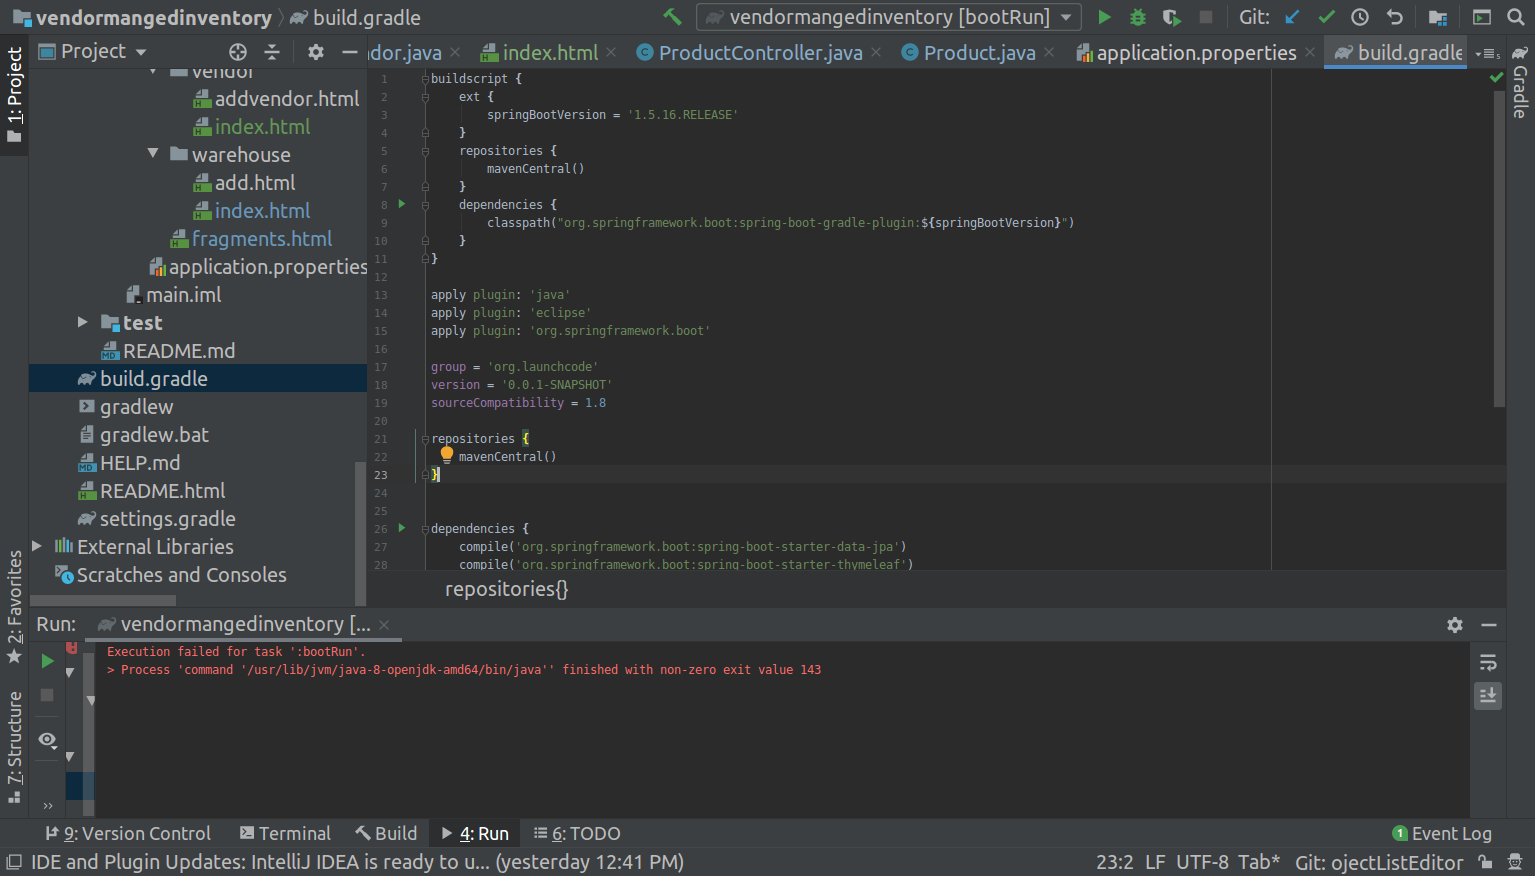 vendormangedinventory build.gradle
vendormangedinventory [bootRun] Git:
Project
dor.java index.html ProductController.java Product.java application.properties build.gradle
1: Project
2: Favorites
7: Structure
Gradle
vendor
addvendor.html
index.html
warehouse
add.html
index.html
fragments.html
application.properties
main.iml
test
README.md
build.gradle
gradlew
gradlew.bat
HELP.md
README.html
settings.gradle
External Libraries
Scratches and Consoles
1 buildscript {
2 ext {
3 springBootVersion = '1.5.16.RELEASE'
4 }
5 repositories {
6 mavenCentral()
7 }
8 dependencies {
9 classpath("org.springframework.boot:spring-boot-gradle-plugin:${springBootVersion}")
10 }
11 }
12
13 apply plugin: 'java'
14 apply plugin: 'eclipse'
15 apply plugin: 'org.springframework.boot'
16
17 group = 'org.launchcode'
18 version = '0.0.1-SNAPSHOT'
19 sourceCompatibility = 1.8
20
21 repositories {
22 mavenCentral()
23 }
24
25
26 dependencies {
27 compile('org.springframework.boot:spring-boot-starter-data-jpa')
28 compile('org.springframework.boot:spring-boot-starter-thymeleaf')
repositories{}
Run: vendormangedinventory [...
Execution failed for task ':bootRun'.
> Process 'command '/usr/lib/jvm/java-8-openjdk-amd64/bin/java'' finished with non-zero exit value 143
9: Version Control Terminal Build 4: Run 6: TODO 1 Event Log
IDE and Plugin Updates: IntelliJ IDEA is ready to u... (yesterday 12:41 PM) 23:2 LF UTF-8 Tab* Git: ojectListEditor